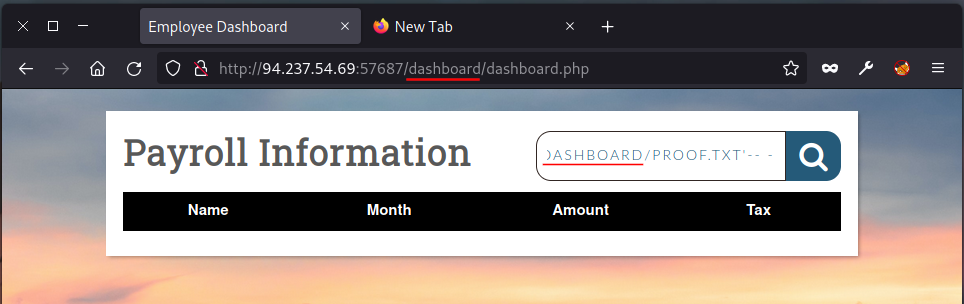 Employee Dashboard
New Tab
http://94.237.54.69:57687/dashboard/dashboard.php
Payroll Information
DASHBOARD/PROOF.TXT'-- -
Name Month Amount Tax